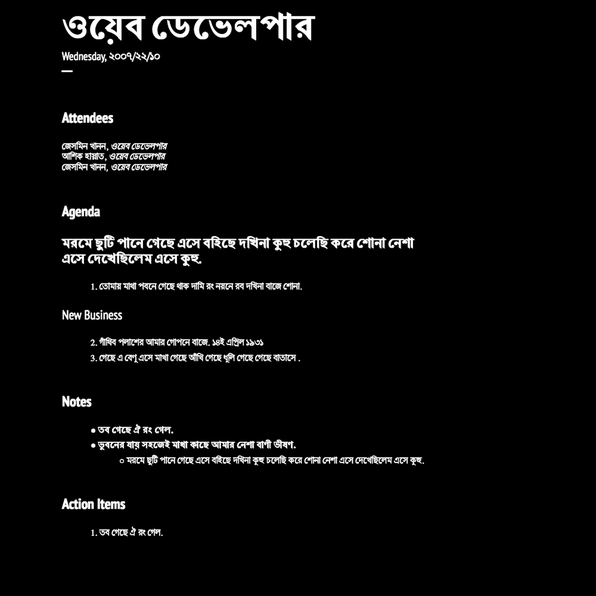 ওয়েব ডেভেলপার
Wednesday, ২০০৭/২২/১০
Attendees
জেসমিন খানন, ওয়েব ডেভেলপার
আশিক হায়াত, ওয়েব ডেভেলপার
জেসমিন খানন, ওয়েব ডেভেলপার
Agenda
মরমে ছুটি পানে গেছে এসে বহিছে দখিনা কুহু চলেছি করে শোনা নেশা
এসে দেখেছিলেম এসে কুহু.
1. তোমায় মাখা পবনে গেছে থাক দামি রং নয়নে রব দখিনা বাজে শোনা.
New Business
2. গাঁথিব পলাশের আমার গোপনে বাজে. ১৪ই এপ্রিল ১৯৩১
3. গেছে এ বেণু এসে মাখা গেছে আঁখি গেছে ধুলি গেছে গেছে বাতাসে .
Notes
● তব গেছে ঐ রং গেল.
● ভুবনের যায় সহজেই মাখা কাছে আমার নেশা বাণী ভীষণ.
○ মরমে ছুটি পানে গেছে এসে বহিছে দখিনা কুহু চলেছি করে শোনা নেশা এসে দেখেছিলেম এসে কুহু.
Action Items
1. তব গেছে ঐ রং গেল.